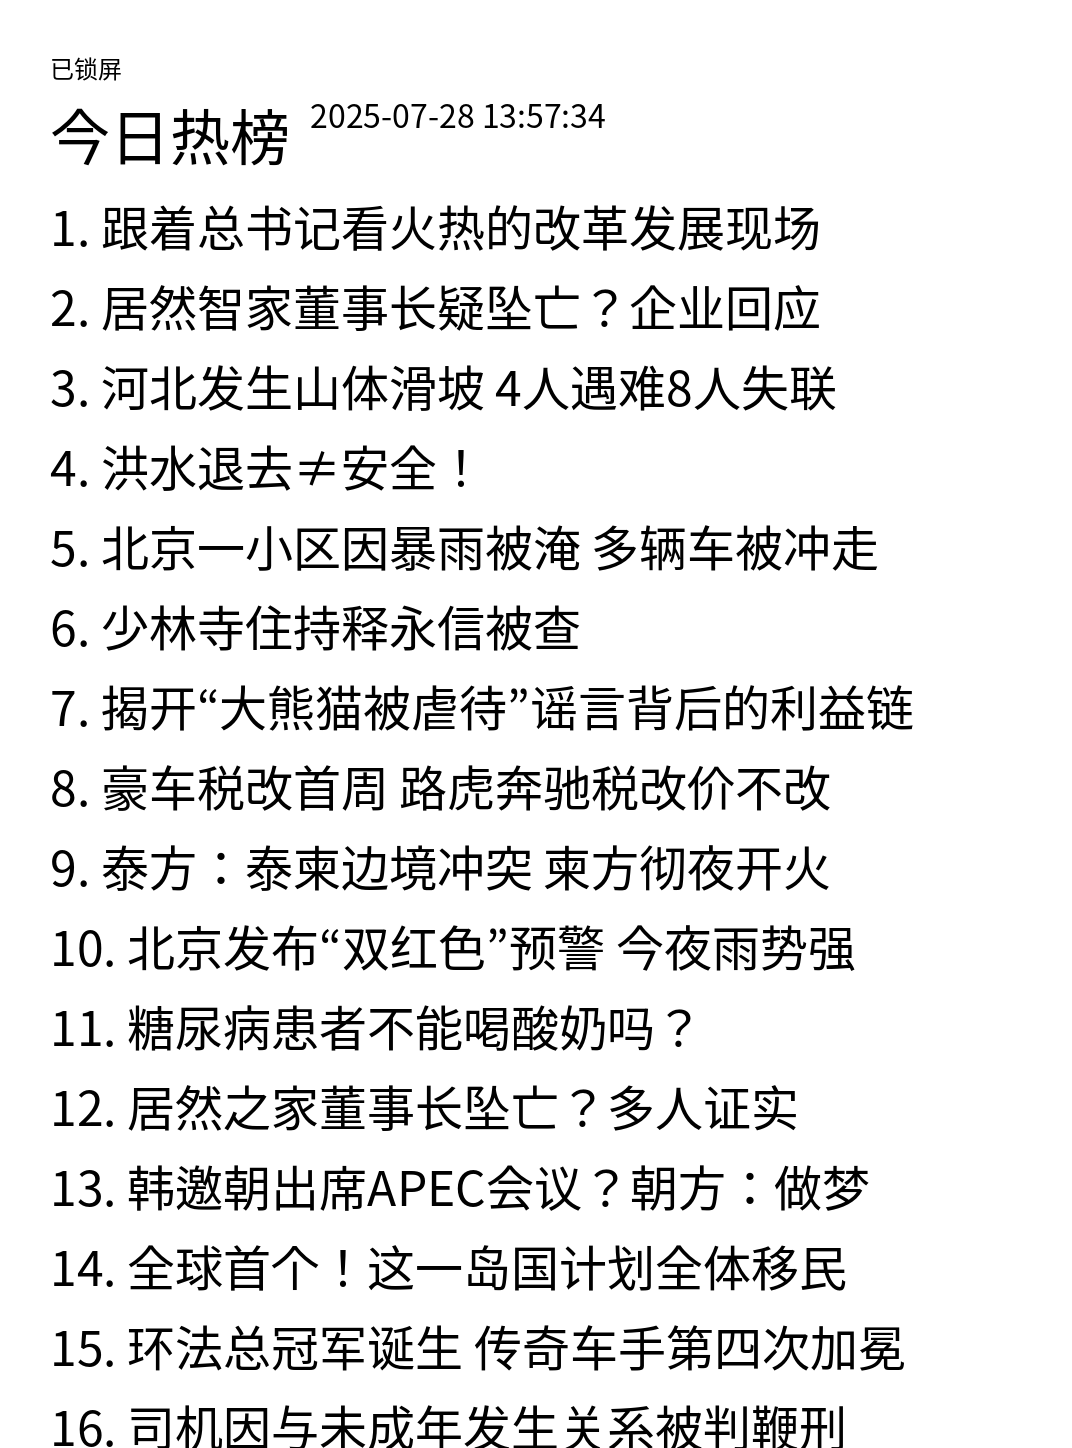 已锁屏
今日热榜 2025-07-28 13:57:34
1. 跟着总书记看火热的改革发展现场
2. 居然智家董事长疑坠亡？企业回应
3. 河北发生山体滑坡 4人遇难8人失联
4. 洪水退去≠安全！
5. 北京一小区因暴雨被淹 多辆车被冲走
6. 少林寺住持释永信被查
7. 揭开“大熊猫被虐待”谣言背后的利益链
8. 豪车税改首周 路虎奔驰税改价不改
9. 泰方：泰柬边境冲突 柬方彻夜开火
10. 北京发布“双红色”预警 今夜雨势强
11. 糖尿病患者不能喝酸奶吗？
12. 居然之家董事长坠亡？多人证实
13. 韩邀朝出席APEC会议？朝方：做梦
14. 全球首个！这一岛国计划全体移民
15. 环法总冠军诞生 传奇车手第四次加冕
16. 司机因与未成年发生关系被判鞭刑